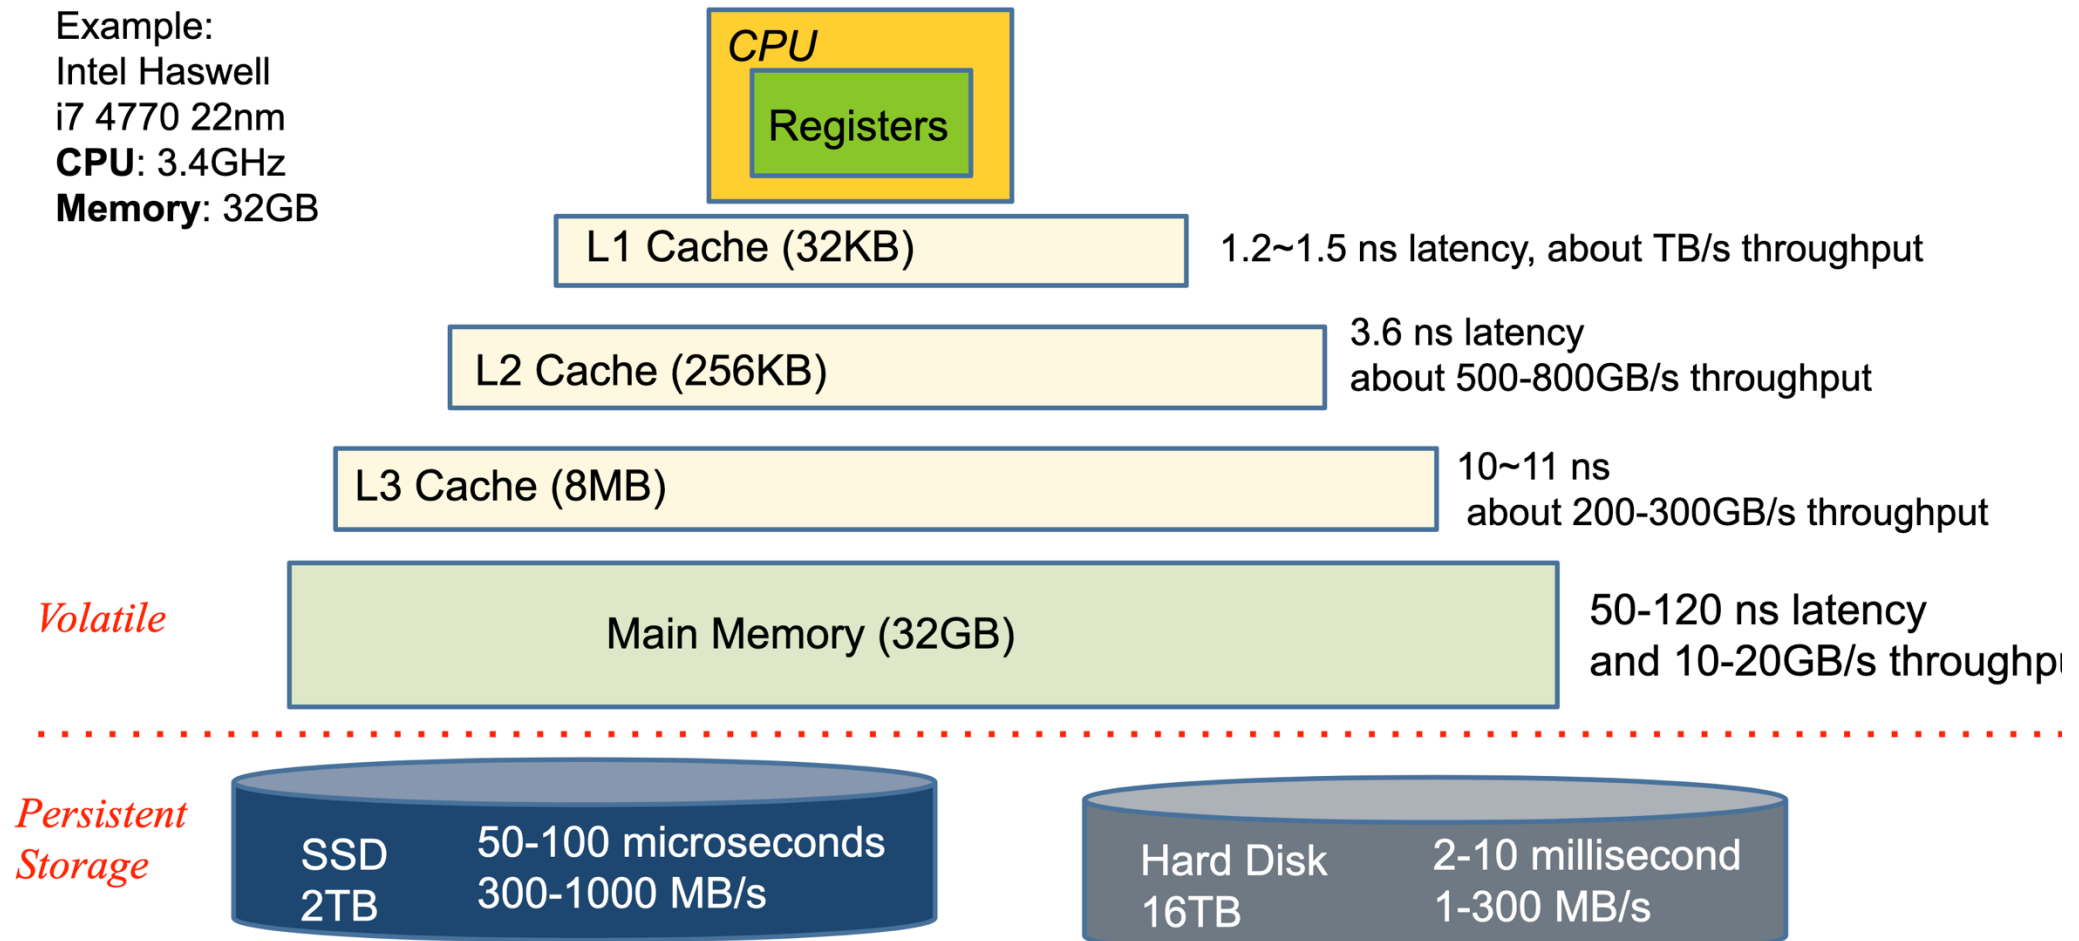 Example:
Intel Haswell
i7 4770 22nm
CPU: 3.4GHz
Memory: 32GB
CPU
Registers
L1 Cache (32KB)
1.2~1.5 ns latency, about TB/s throughput
L2 Cache (256KB)
3.6 ns latency
about 500-800GB/s throughput
L3 Cache (8MB)
10~11 ns
about 200-300GB/s throughput
Volatile
Main Memory (32GB)
50-120 ns latency
and 10-20GB/s throughpu
Persistent
Storage
SSD
2TB
50-100 microseconds
300-1000 MB/s
Hard Disk
16TB
2-10 millisecond
1-300 MB/s